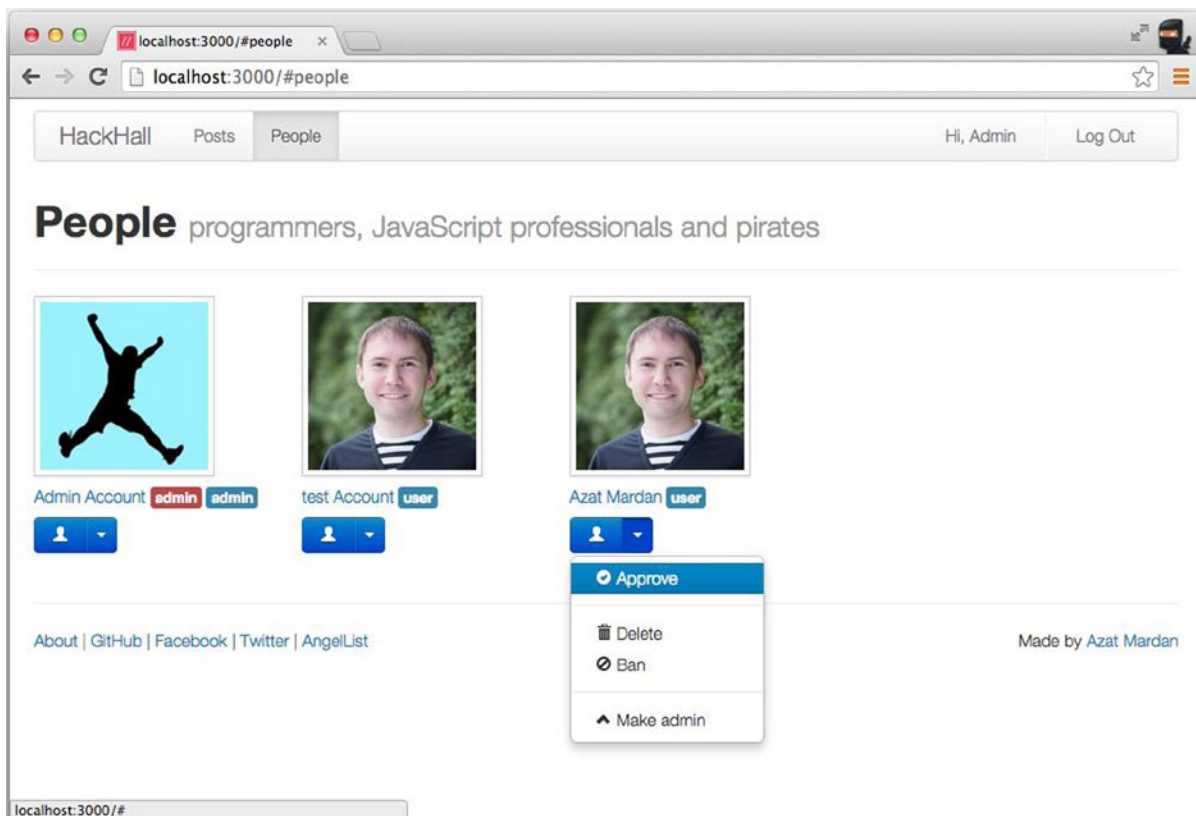 localhost:3000/#people
localhost:3000/#people
HackHall Posts People Hi, Admin Log Out
People programmers, JavaScript professionals and pirates
Admin Account admin admin test Account user Azat Mardan user
Approve
Delete
Ban
Make admin
About | GitHub | Facebook | Twitter | AngelList Made by Azat Mardan
localhost:3000/#